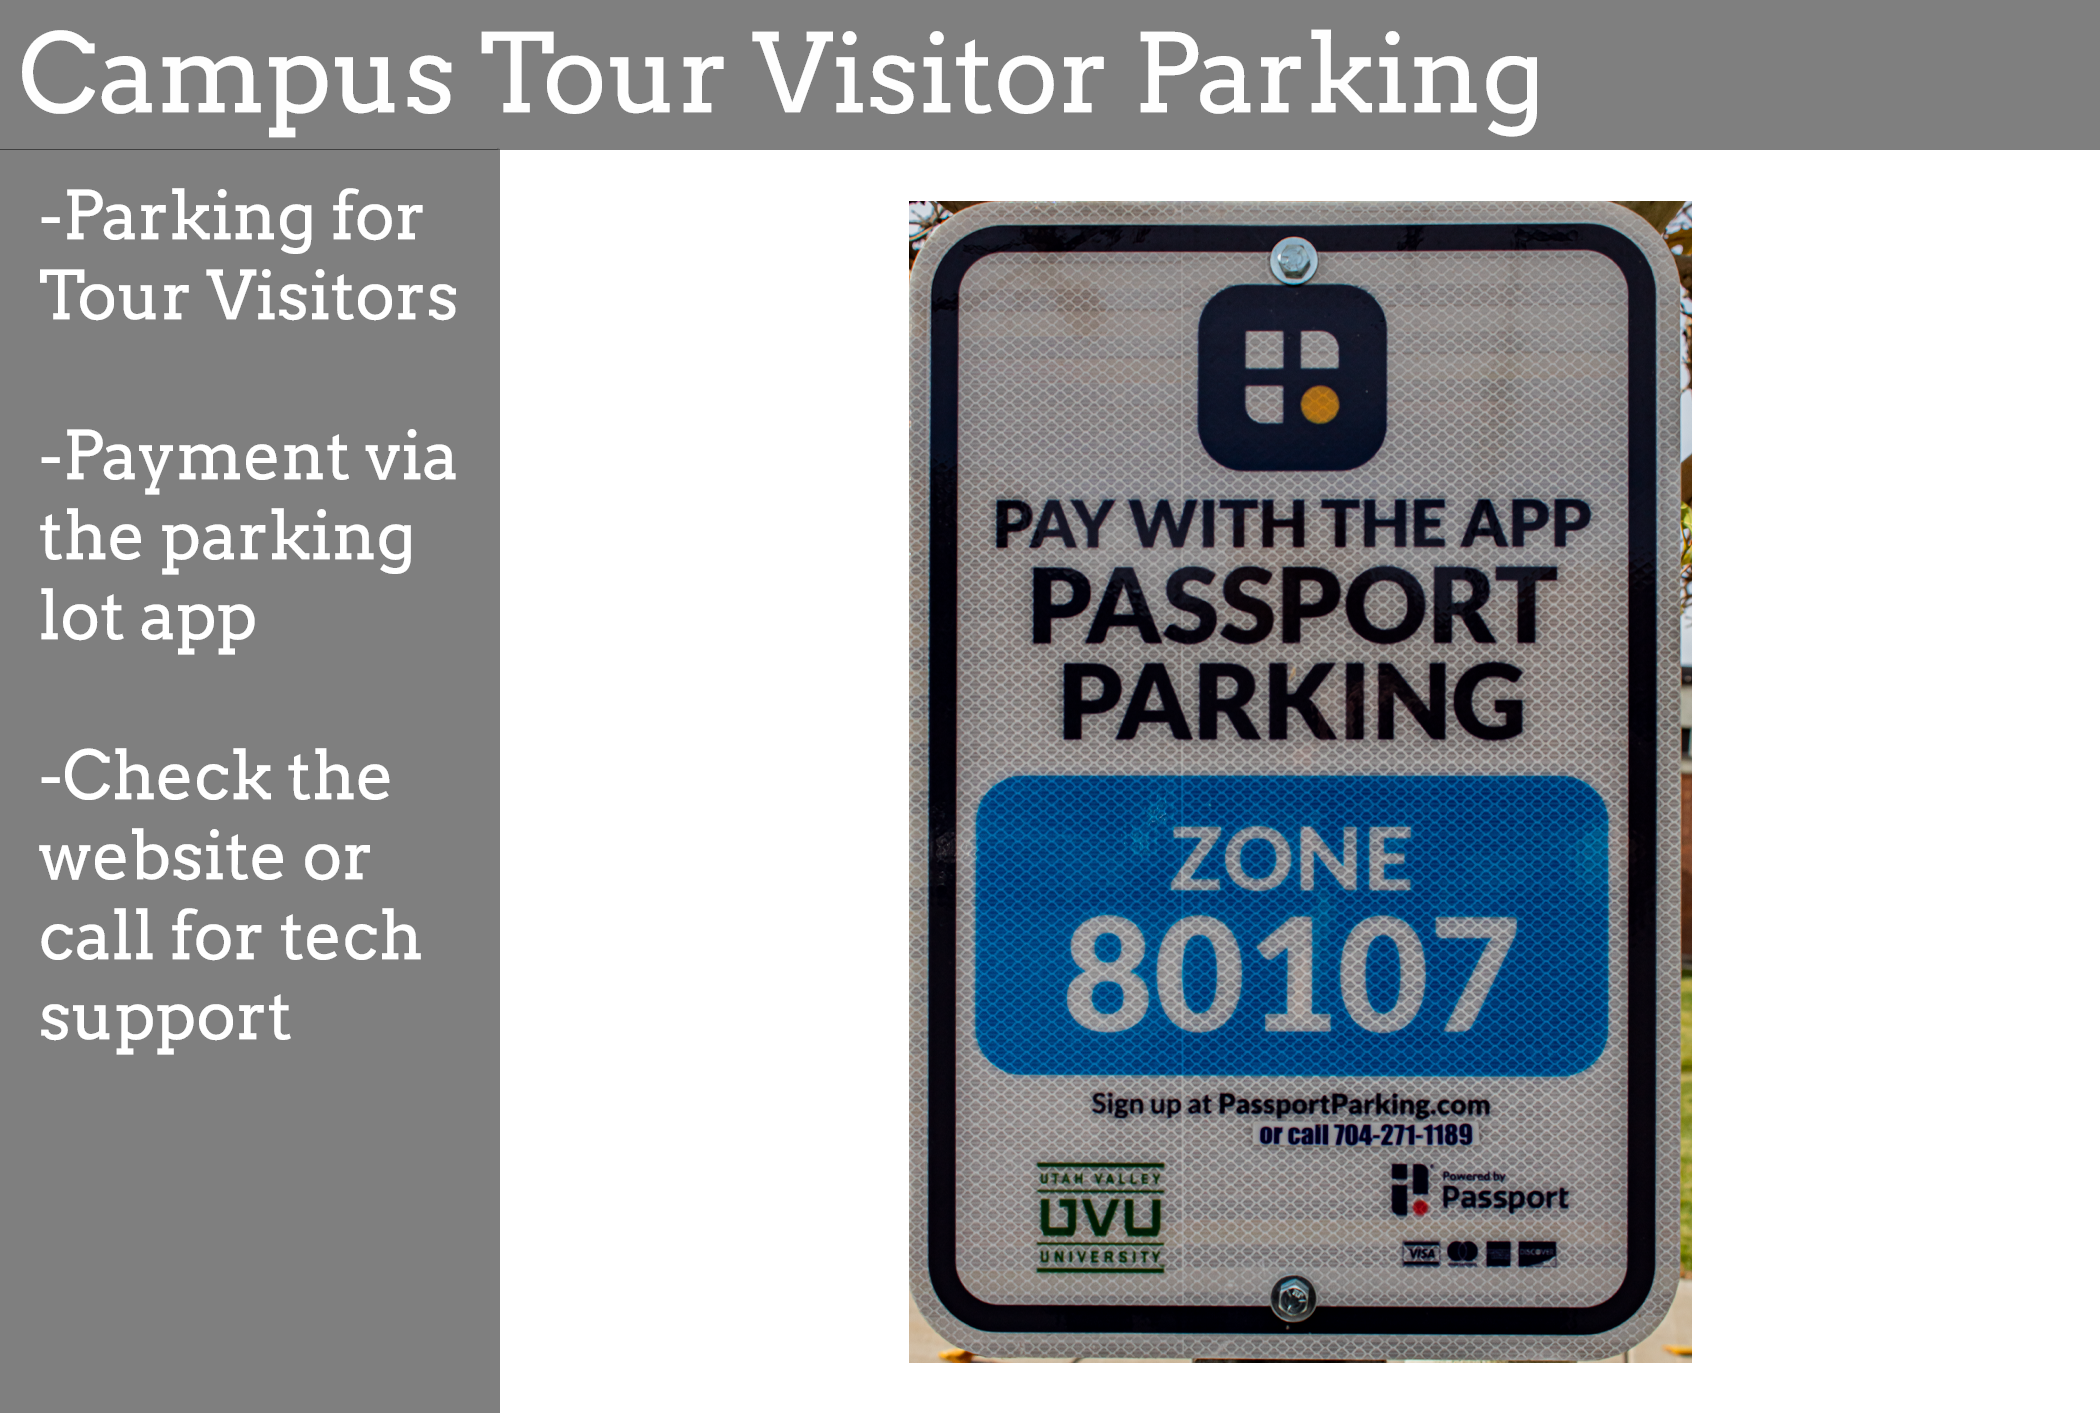 Campus Tour Visitor Parking
-Parking for
Tour Visitors
-Payment via
the parking
lot app
-Check the
website or
call for tech
support
PAY WITH THE APP
PASSPORT
PARKING
ZONE
80107
Sign up at PassportParking.com
or call 704-271-1189
UTAH VALLEY
UVU
UNIVERSITY
Powered by
Passport
VISA
DISCOVER